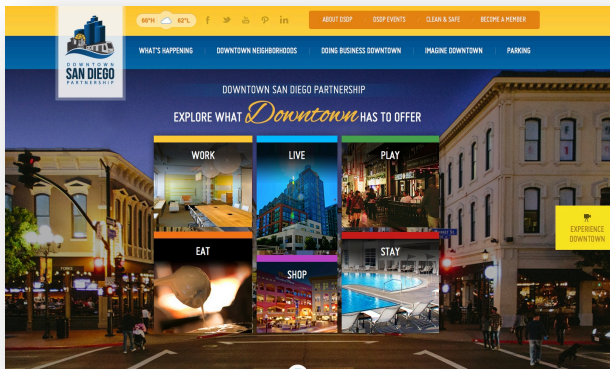 66°H 62°L
ABOUT DSDP DSDP EVENTS CLEAN & SAFE BECOME A MEMBER
DOWNTOWN
SAN DIEGO
PARTNERSHIP
WHAT'S HAPPENING DOWNTOWN NEIGHBORHOODS DOING BUSINESS DOWNTOWN IMAGINE DOWNTOWN PARKING
DOWNTOWN SAN DIEGO PARTNERSHIP
EXPLORE WHAT Downtown HAS TO OFFER
WORK
LIVE
PLAY
EAT
SHOP
STAY
EXPERIENCE
DOWNTOWN